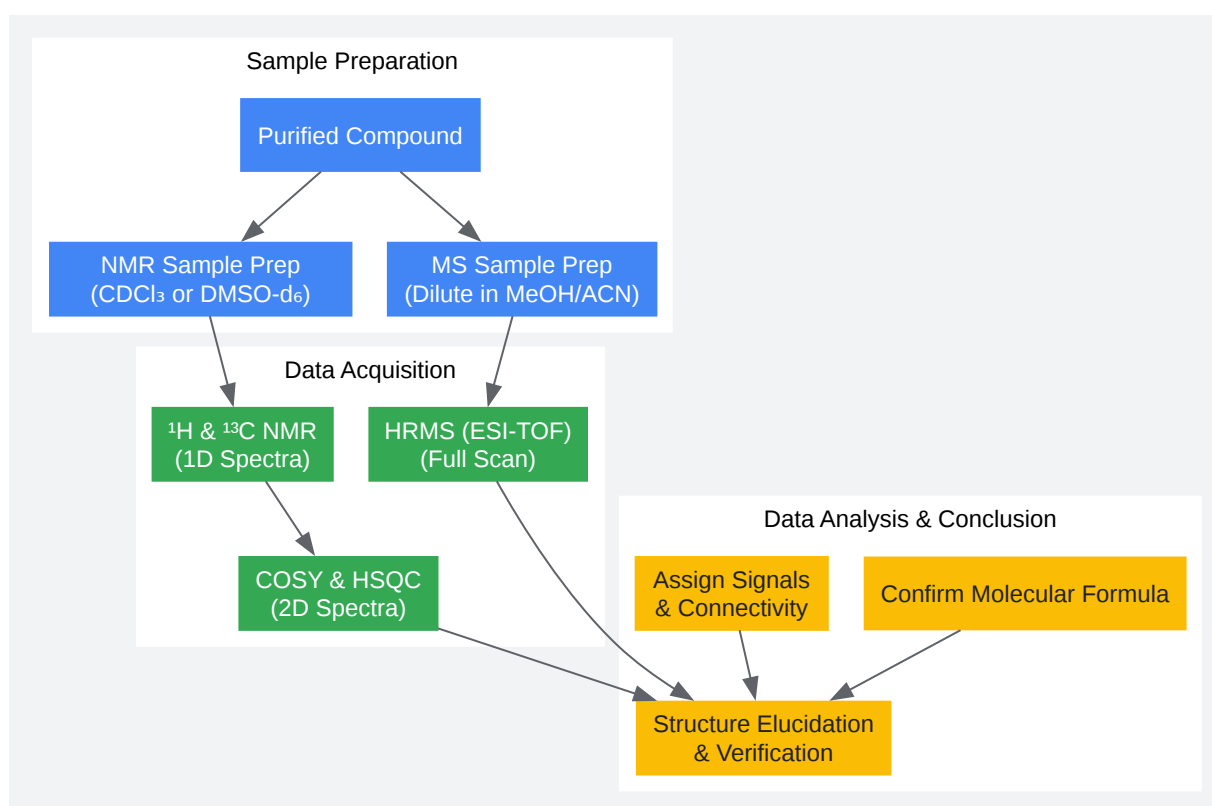 Sample Preparation
Purified Compound
NMR Sample Prep
(CDCl₃ or DMSO-d₆)
MS Sample Prep
(Dilute in MeOH/ACN)
Data Acquisition
¹H & ¹³C NMR
(1D Spectra)
HRMS (ESI-TOF)
(Full Scan)
COSY & HSQC
(2D Spectra)
Data Analysis & Conclusion
Assign Signals
& Connectivity
Confirm Molecular Formula
Structure Elucidation
& Verification